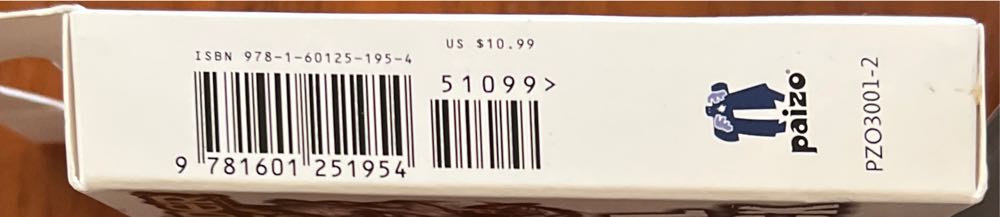 ISBN 978-1-60125-195-4
US $10.99
51099>
9 781601 251954
paizo
PZO3001-2